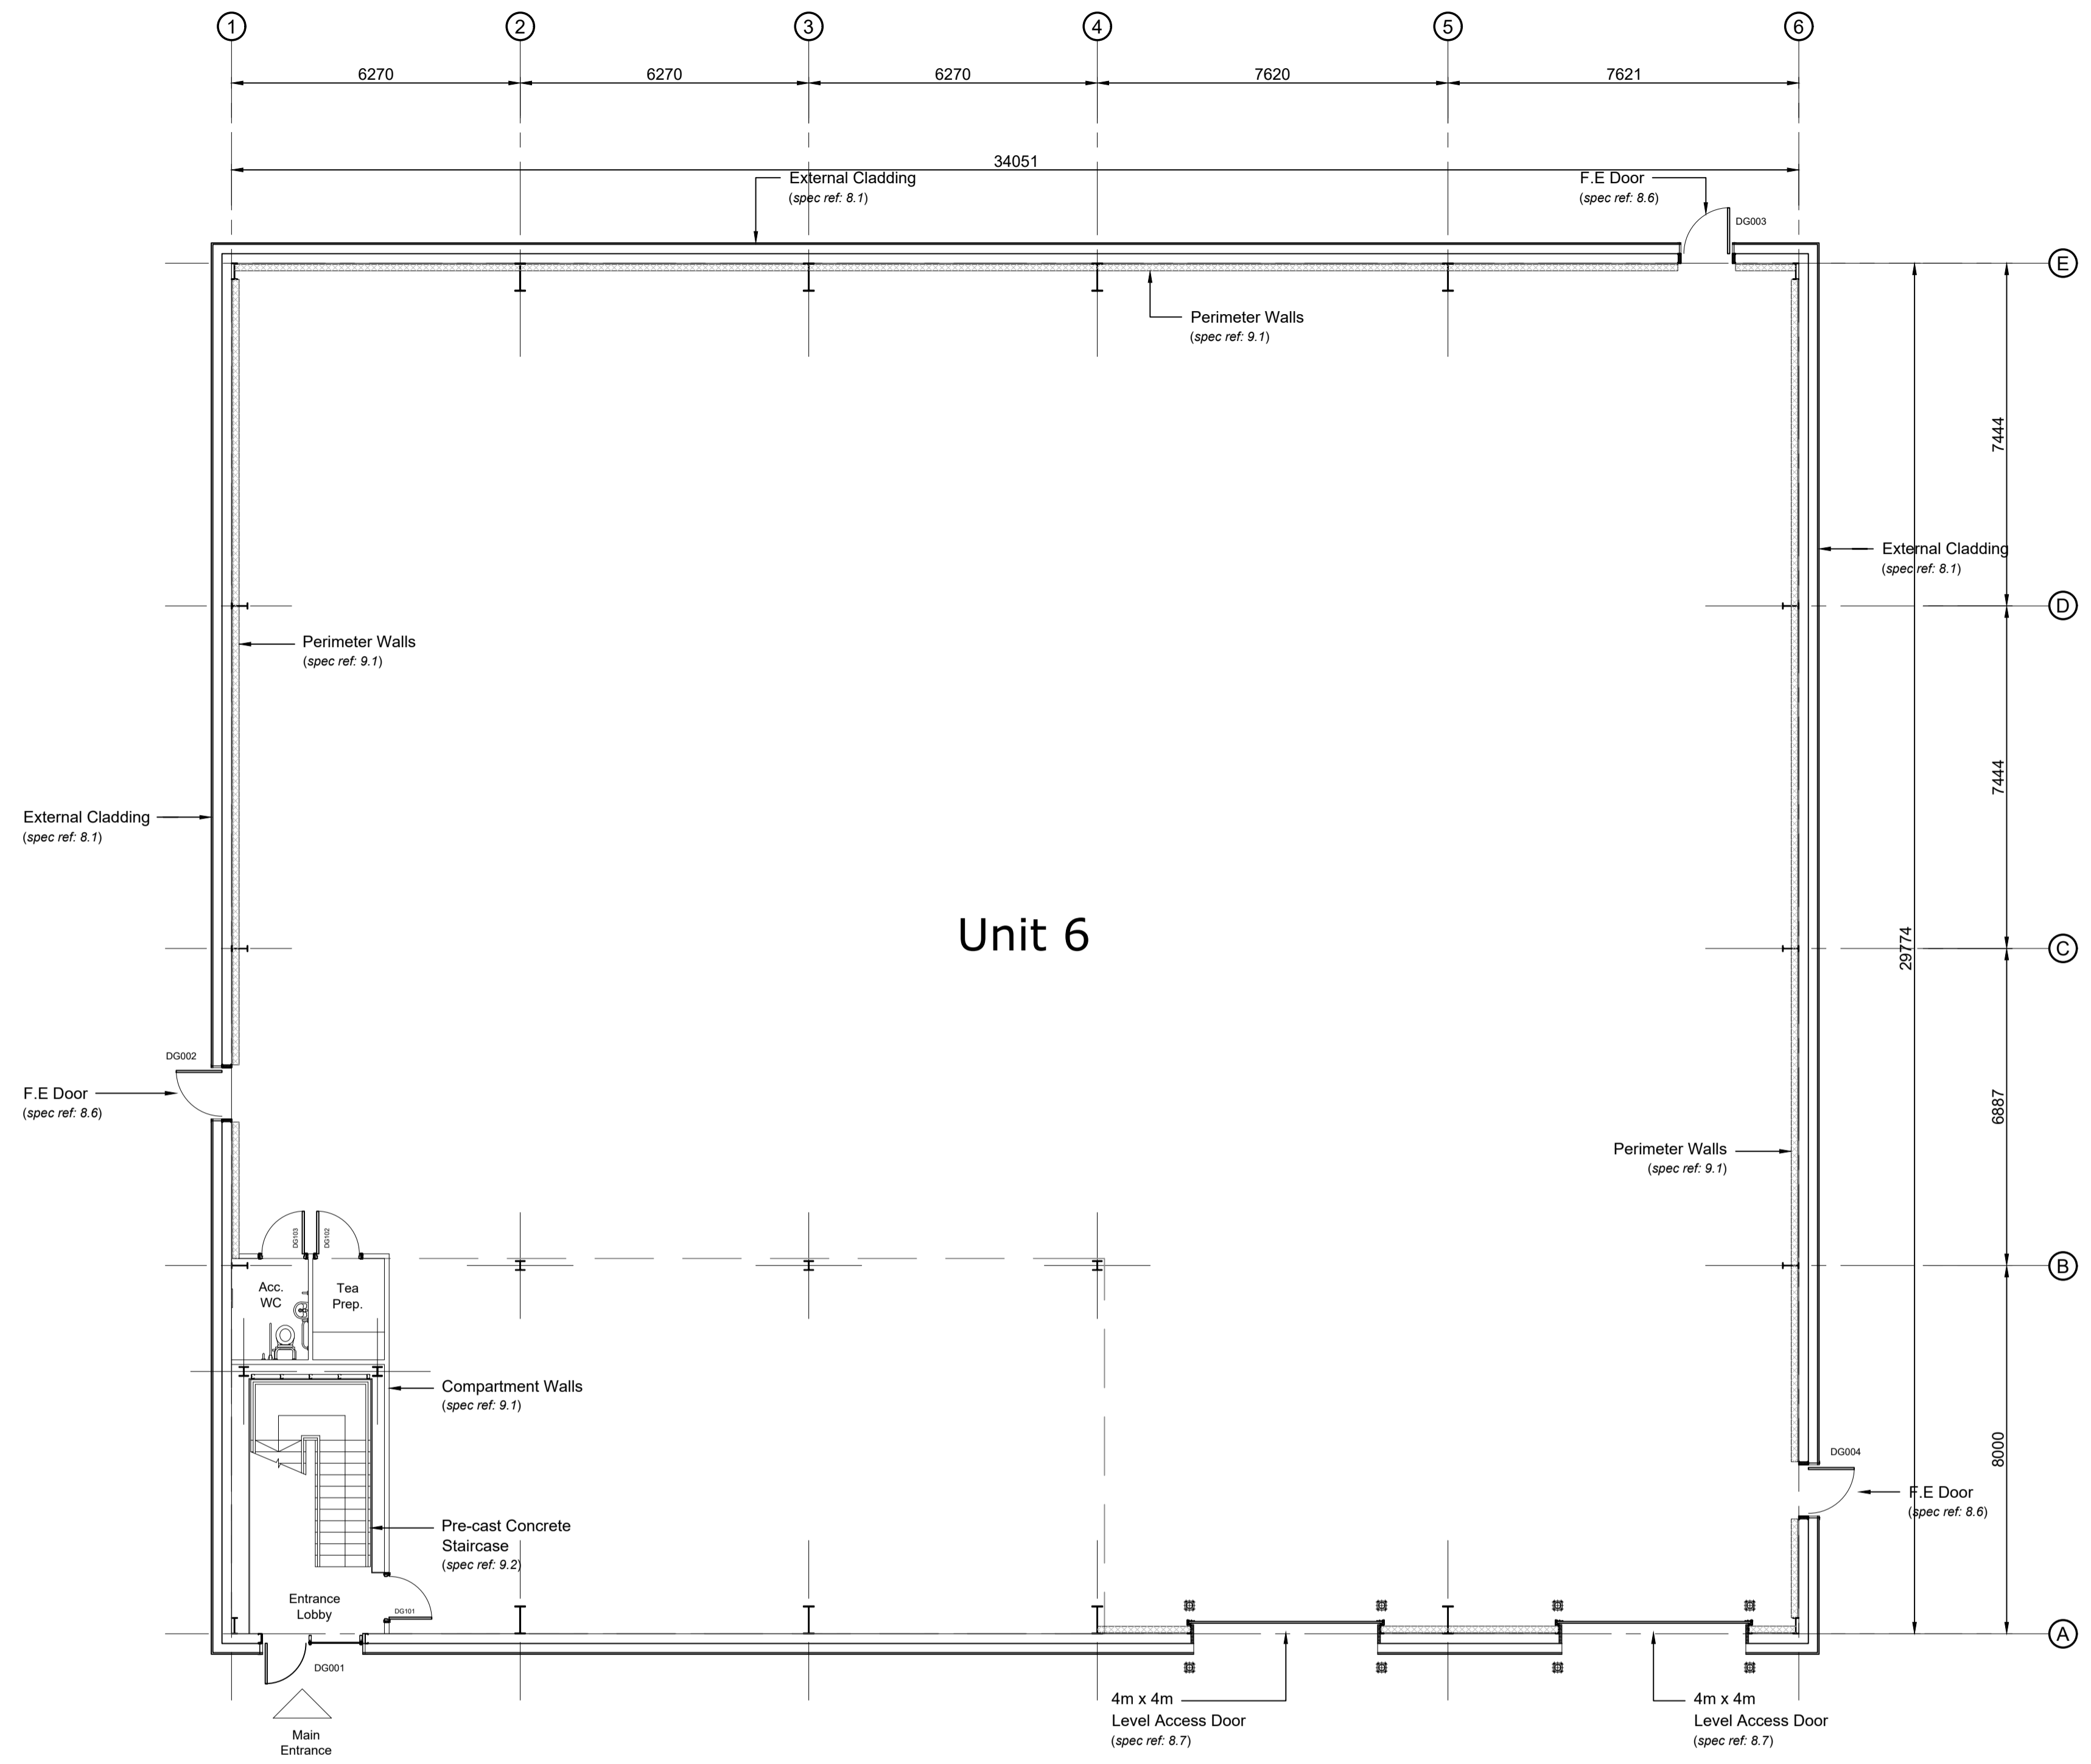 1 2 3 4 5 6
6270 6270 6270 7620 7621
34051
External Cladding
(spec ref: 8.1)
F.E Door
(spec ref: 8.6)
DG003
E
Perimeter Walls
(spec ref: 9.1)
7444
External Cladding
(spec ref: 8.1)
D
Perimeter Walls
(spec ref: 9.1)
7444
External Cladding
(spec ref: 8.1)
Unit 6
29774
C
DG002
F.E Door
(spec ref: 8.6)
6887
Perimeter Walls
(spec ref: 9.1)
DG103
DG102
B
Acc.
WC
Tea
Prep.
Compartment Walls
(spec ref: 9.1)
8000
DG004
F.E Door
(spec ref: 8.6)
Pre-cast Concrete
Staircase
(spec ref: 9.2)
Entrance
Lobby
DG101
A
DG001
Main
Entrance
4m x 4m
Level Access Door
(spec ref: 8.7)
4m x 4m
Level Access Door
(spec ref: 8.7)